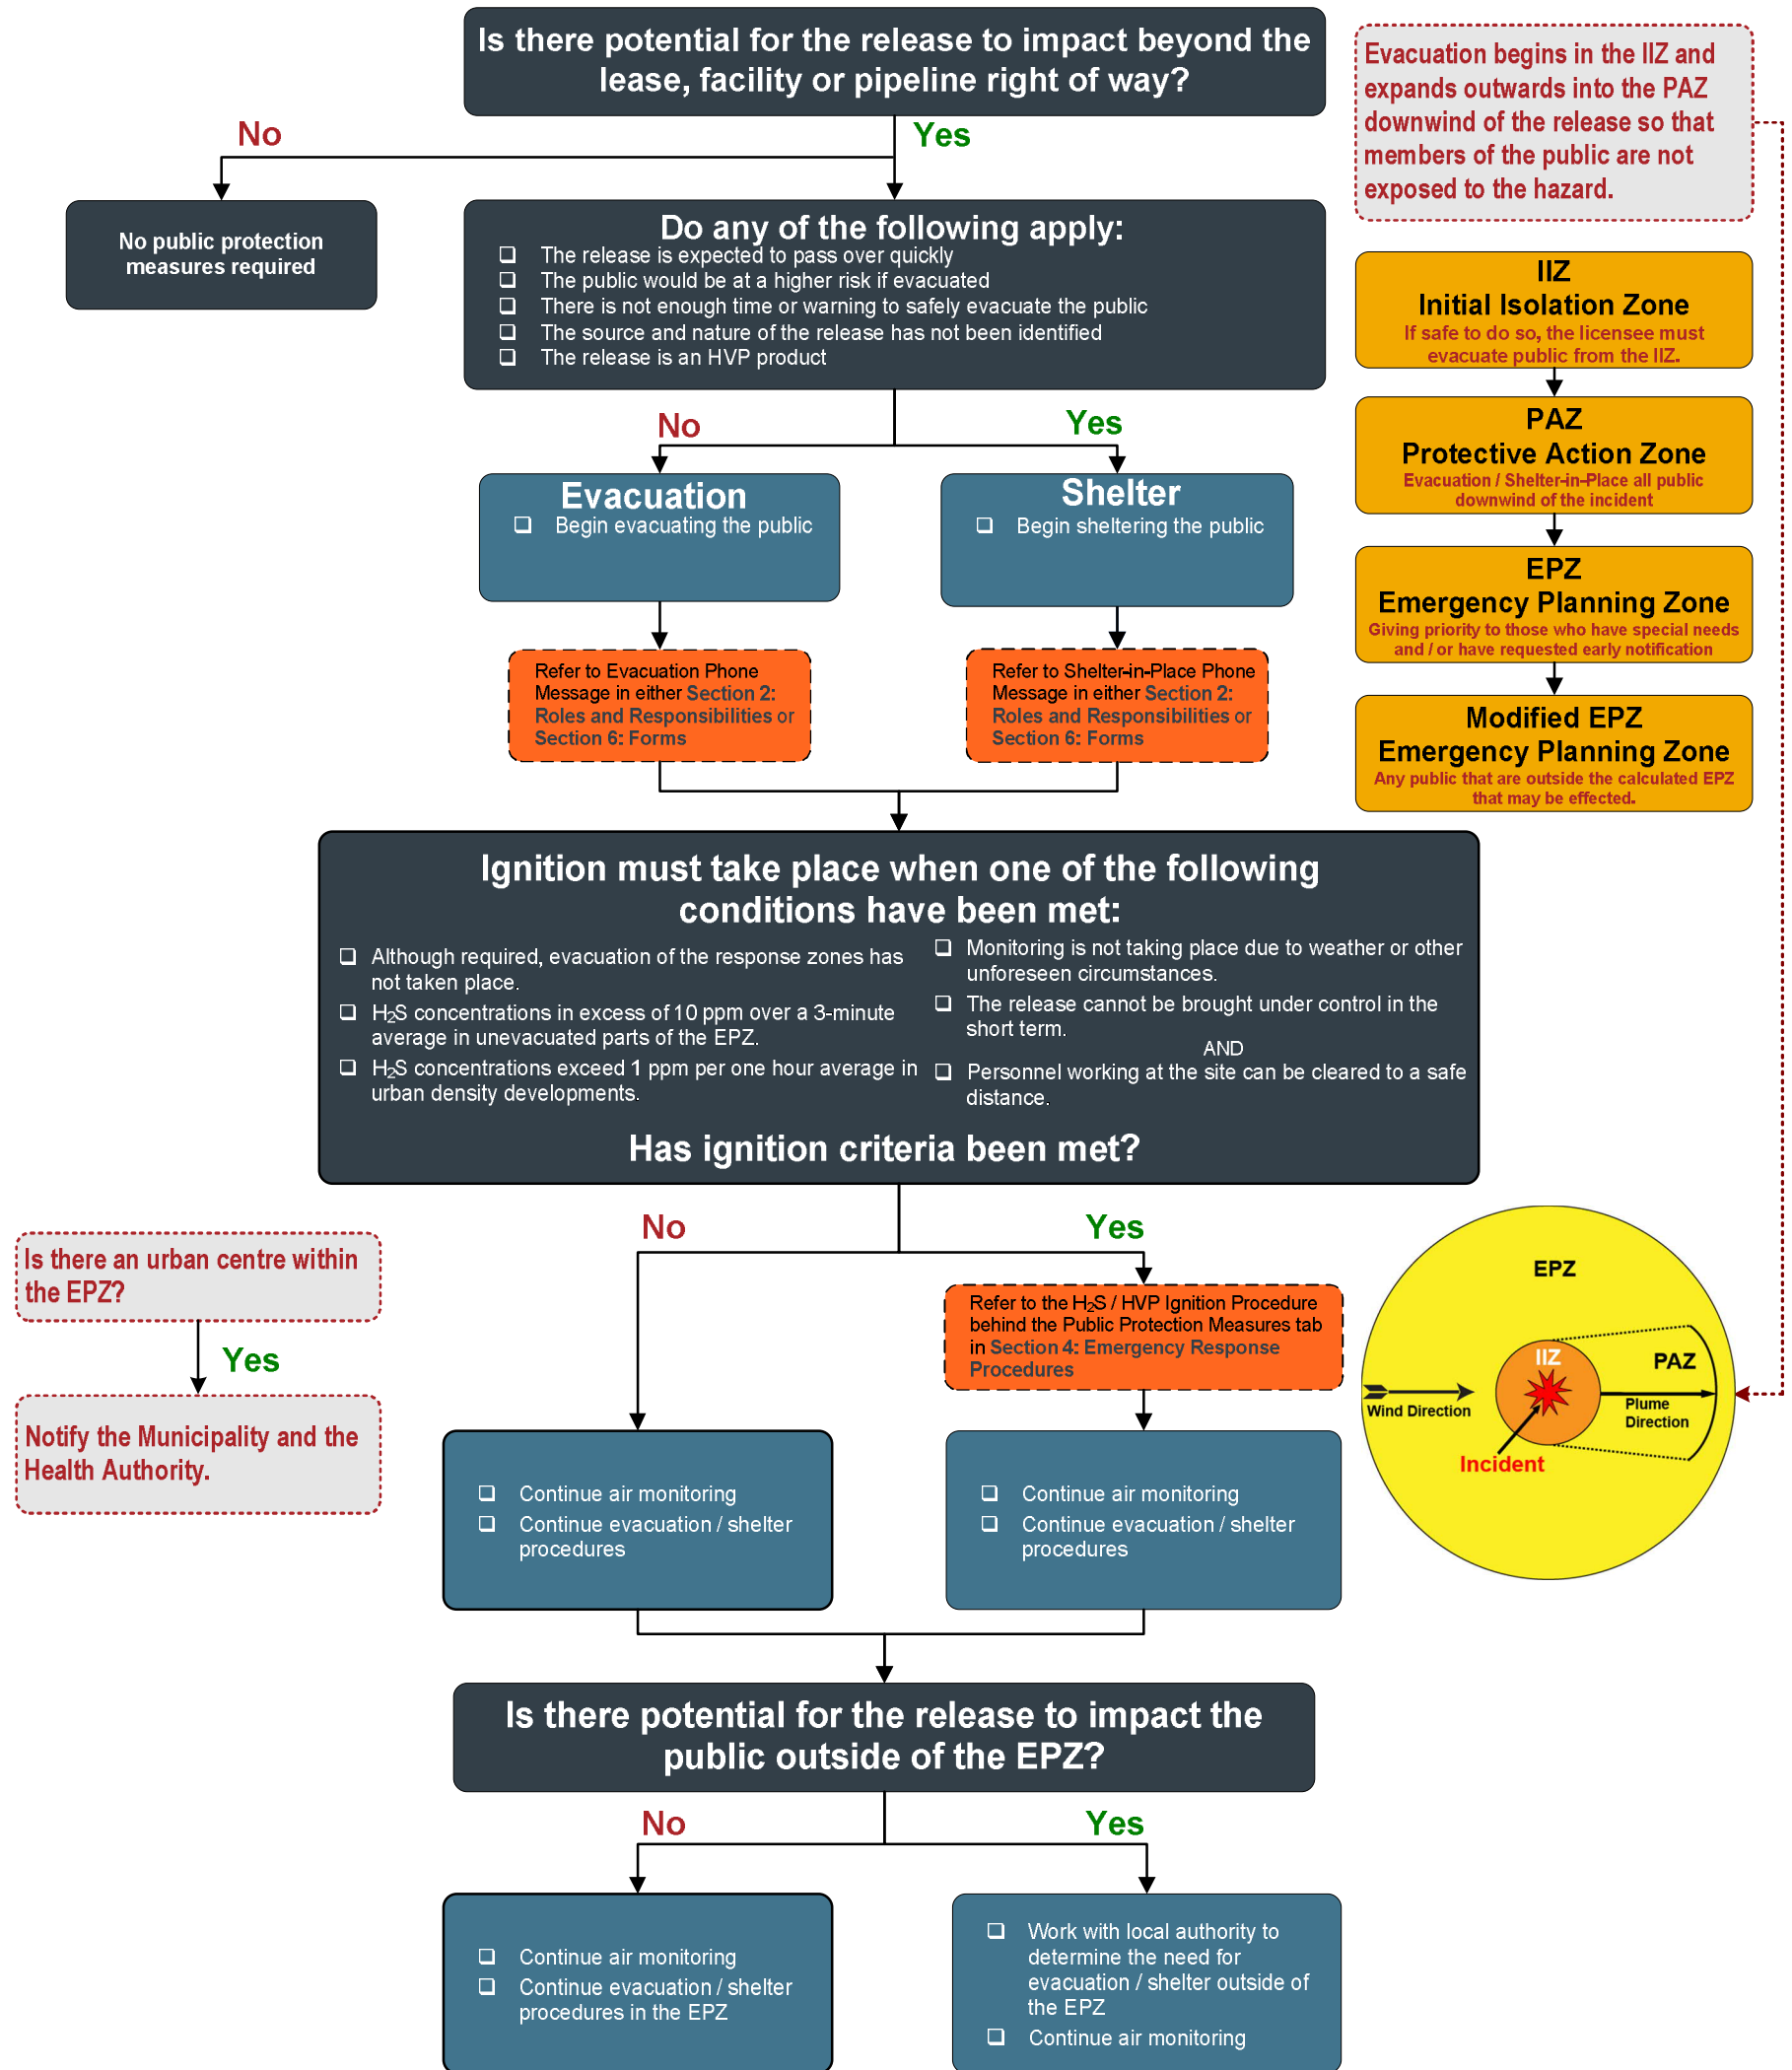 Is there potential for the release to impact beyond the
lease, facility or pipeline right of way?
No
Yes
No public protection
measures required
Do any of the following apply:
❑ The release is expected to pass over quickly
❑ The public would be at a higher risk if evacuated
❑ There is not enough time or warning to safely evacuate the public
❑ The source and nature of the release has not been identified
❑ The release is an HVP product
Evacuation begins in the IIZ and
expands outwards into the PAZ
downwind of the release so that
members of the public are not
exposed to the hazard.
IIZ
Initial Isolation Zone
If safe to do so, the licensee must
evacuate public from the IIZ.
PAZ
Protective Action Zone
Evacuation / Shelter-in-Place all public
downwind of the incident
EPZ
Emergency Planning Zone
Giving priority to those who have special needs
and / or have requested early notification
Modified EPZ
Emergency Planning Zone
Any public that are outside the calculated EPZ
that may be effected.
No
Yes
Evacuation
❑ Begin evacuating the public
Shelter
❑ Begin sheltering the public
Refer to Evacuation Phone
Message in either Section 2:
Roles and Responsibilities or
Section 6: Forms
Refer to Shelter-in-Place Phone
Message in either Section 2:
Roles and Responsibilities or
Section 6: Forms
Ignition must take place when one of the following
conditions have been met:
❑ Although required, evacuation of the response zones has
not taken place.
❑ H₂S concentrations in excess of 10 ppm over a 3-minute
average in unevacuated parts of the EPZ.
❑ H₂S concentrations exceed 1 ppm per one hour average in
urban density developments.
❑ Monitoring is not taking place due to weather or other
unforeseen circumstances.
❑ The release cannot be brought under control in the
short term.
AND
❑ Personnel working at the site can be cleared to a safe
distance.
Has ignition criteria been met?
No
Yes
Is there an urban centre within
the EPZ?
Yes
Notify the Municipality and the
Health Authority.
Refer to the H₂S / HVP Ignition Procedure
behind the Public Protection Measures tab
in Section 4: Emergency Response
Procedures
❑ Continue air monitoring
❑ Continue evacuation / shelter
procedures
❑ Continue air monitoring
❑ Continue evacuation / shelter
procedures
EPZ
IIZ
PAZ
Wind Direction
Plume
Direction
Incident
Is there potential for the release to impact the
public outside of the EPZ?
No
Yes
❑ Continue air monitoring
❑ Continue evacuation / shelter
procedures in the EPZ
❑ Work with local authority to
determine the need for
evacuation / shelter outside of
the EPZ
❑ Continue air monitoring